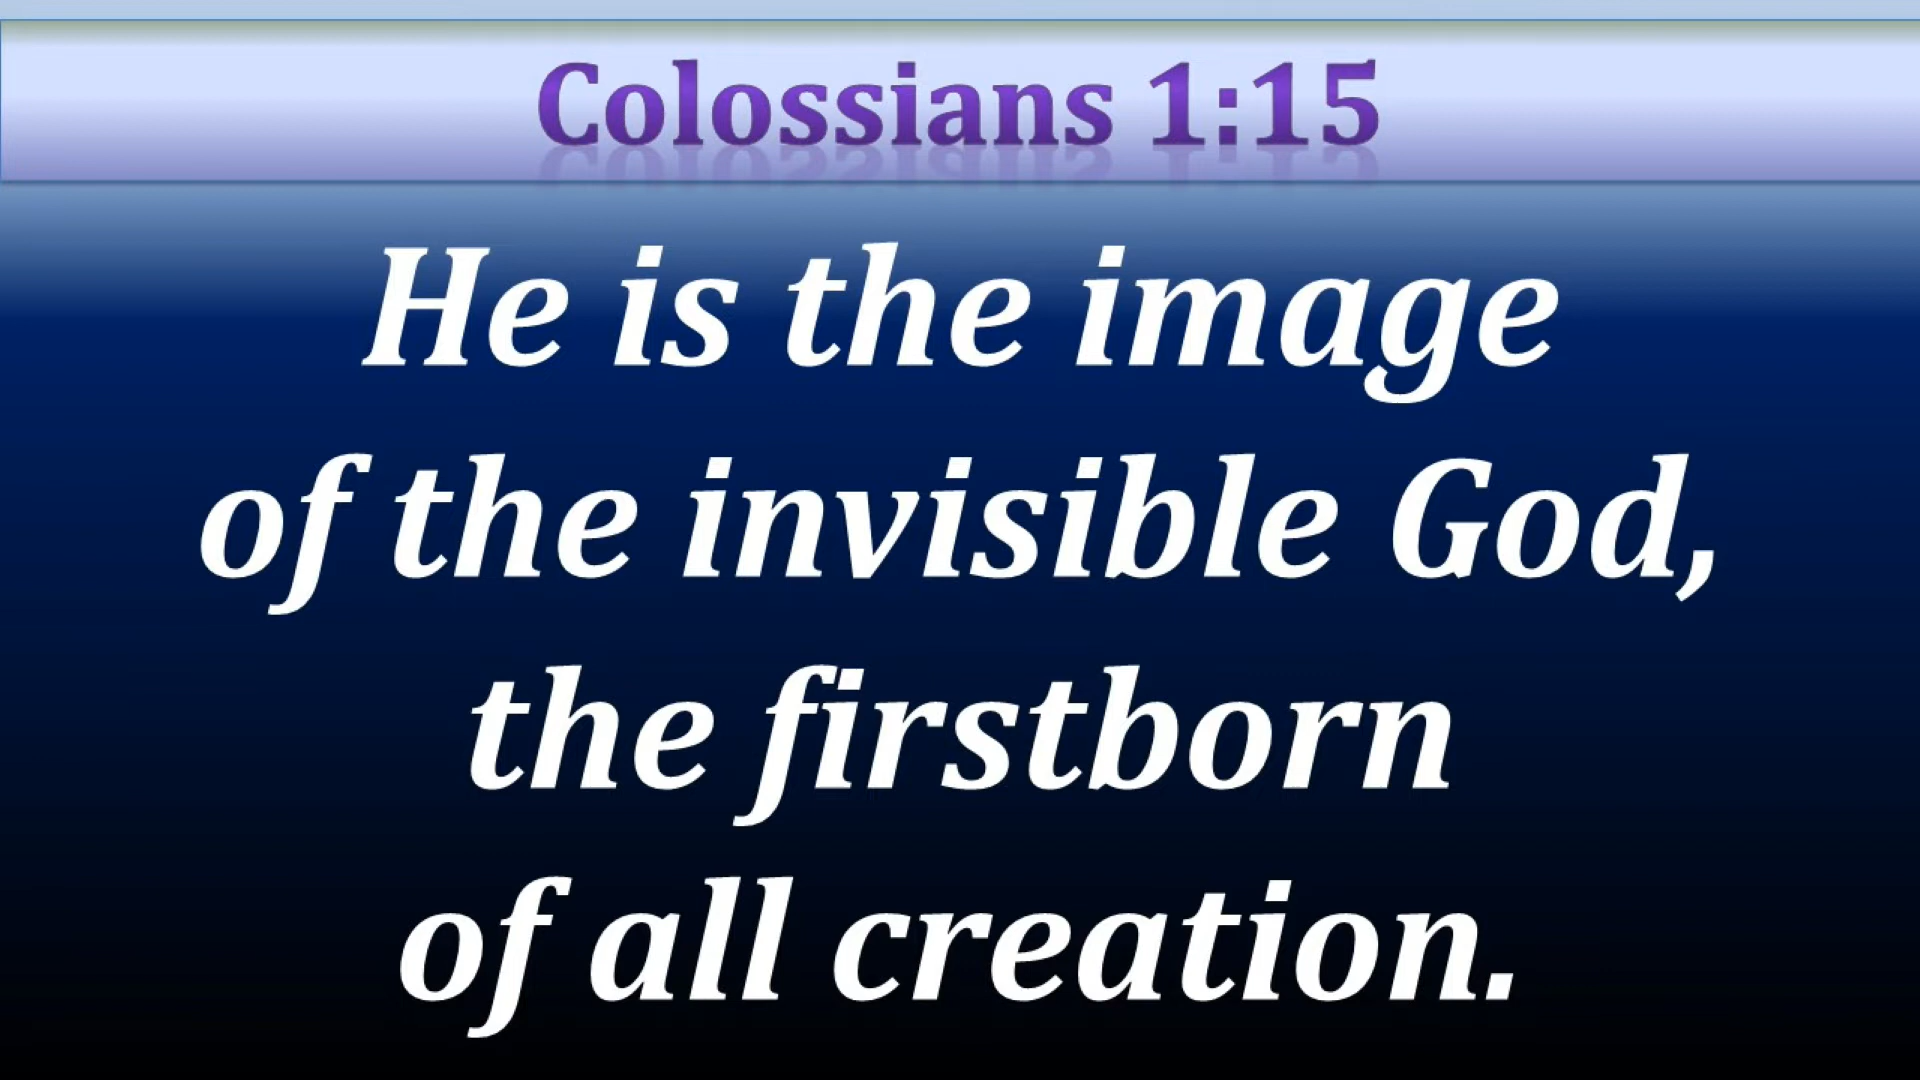 Colossians 1:15
He is the image
of the invisible God,
the firstborn
of all creation.